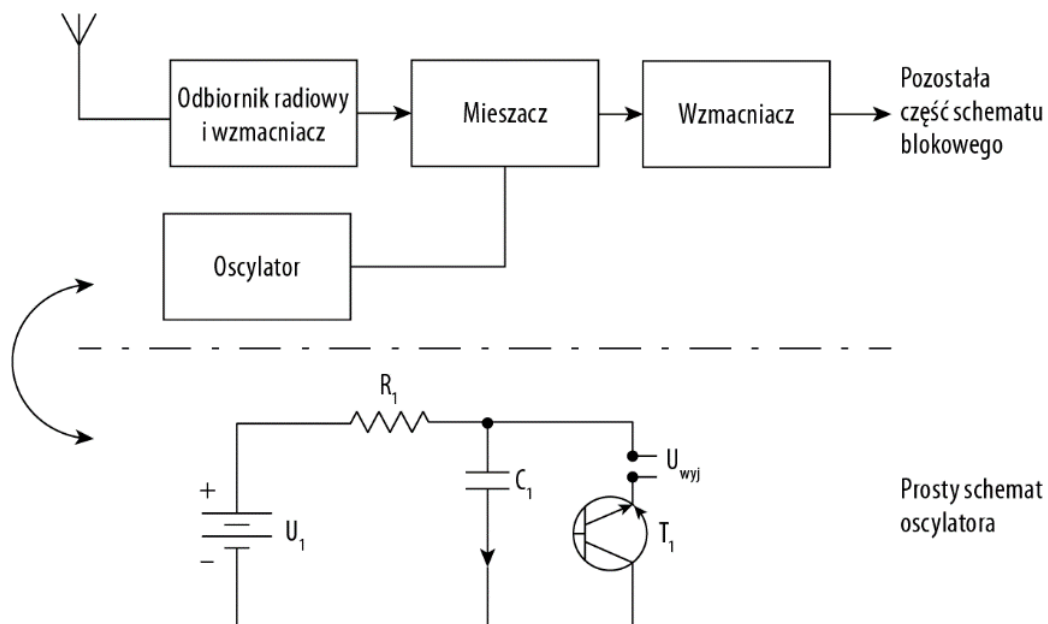 Odbiornik radiowy
i wzmacniacz
Mieszacz
Wzmacniacz
Pozostała
część schematu
blokowego
Oscylator
R1
C1
Uwyj
+
U1
−
T1
Prosty schemat
oscylatora